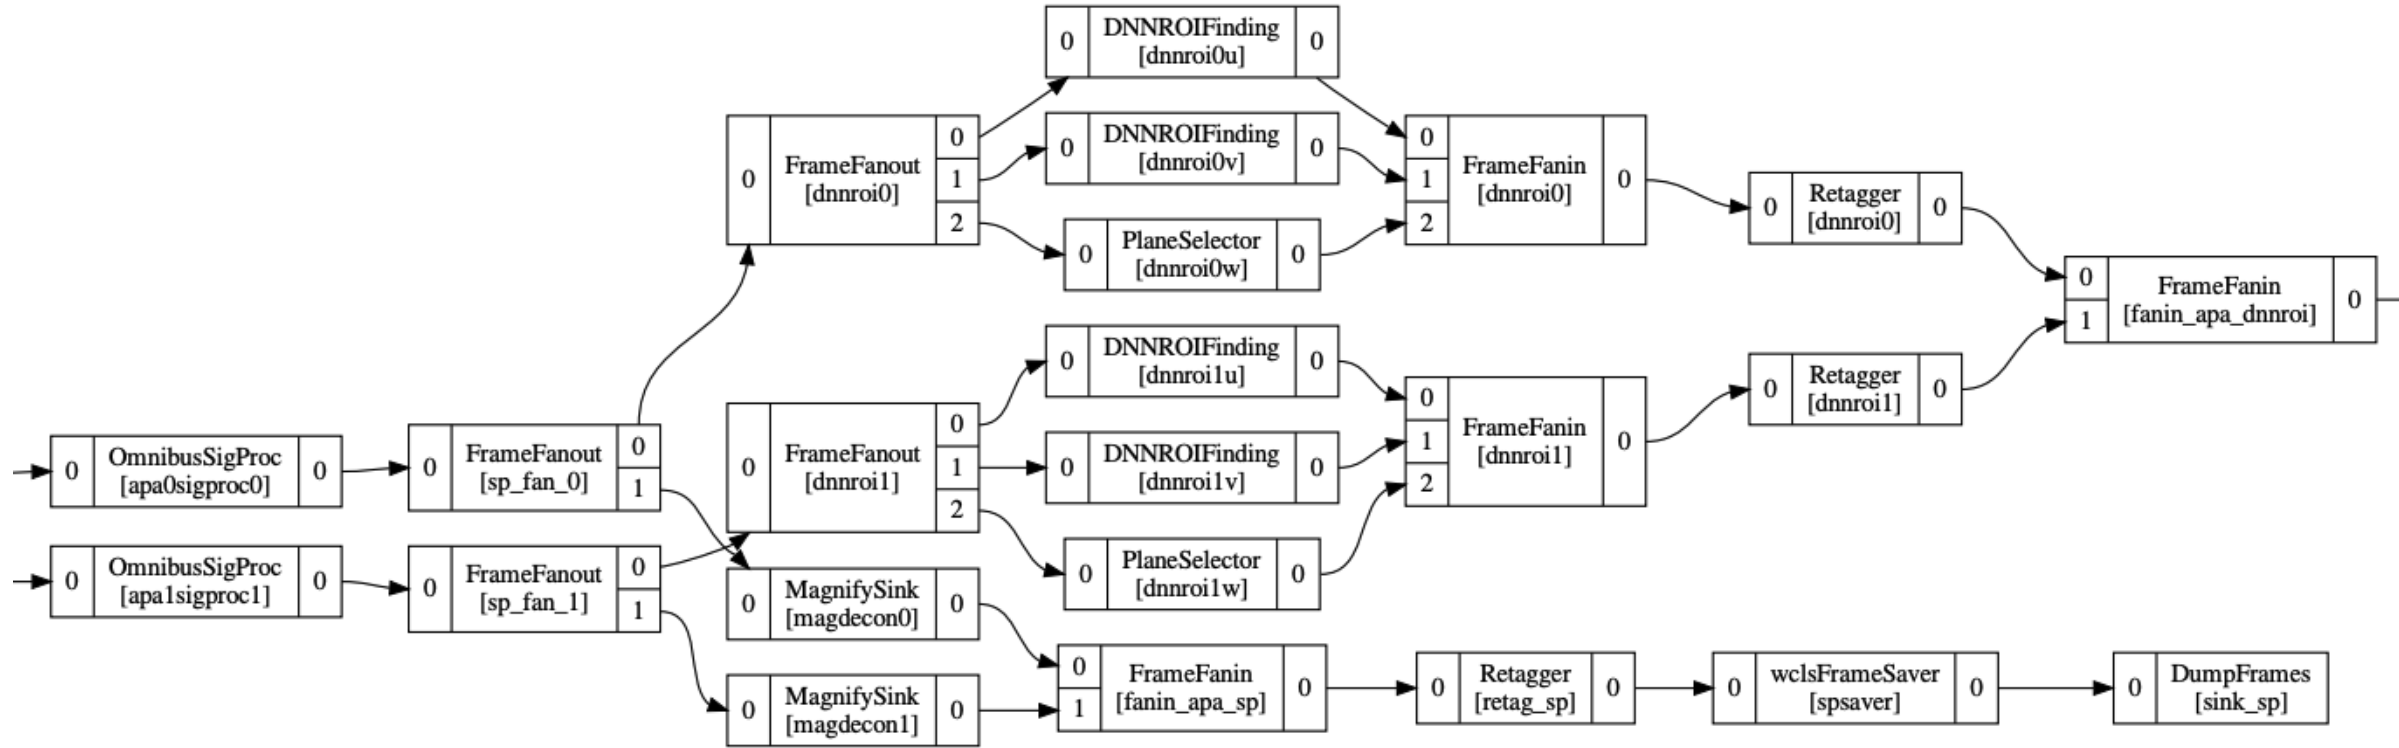 0 DNNROIFinding 0
[dnnroi0u]
0 FrameFanout 0
[dnnroi0] 1
2
0 DNNROIFinding 0
[dnnroi0v]
0 PlaneSelector 0
[dnnroi0w]
0 FrameFanin 0
1 [dnnroi0]
2
0 Retagger 0
[dnnroi0]
0 FrameFanin 0
1 [fanin_apa_dnnroi]
0 DNNROIFinding 0
[dnnroi1u]
0 FrameFanout 0
[dnnroi1] 1
2
0 DNNROIFinding 0
[dnnroi1v]
0 PlaneSelector 0
[dnnroi1w]
0 FrameFanin 0
1 [dnnroi1]
2
0 Retagger 0
[dnnroi1]
0 OmnibusSigProc 0
[apa0sigproc0]
0 FrameFanout 0
[sp_fan_0] 1
0 OmnibusSigProc 0
[apa1sigproc1]
0 FrameFanout 0
[sp_fan_1] 1
0 MagnifySink 0
[magdecon0]
0 MagnifySink 0
[magdecon1]
0 FrameFanin 0
1 [fanin_apa_sp]
0 Retagger 0
[retag_sp]
0 wclsFrameSaver 0
[spsaver]
0 DumpFrames
[sink_sp]